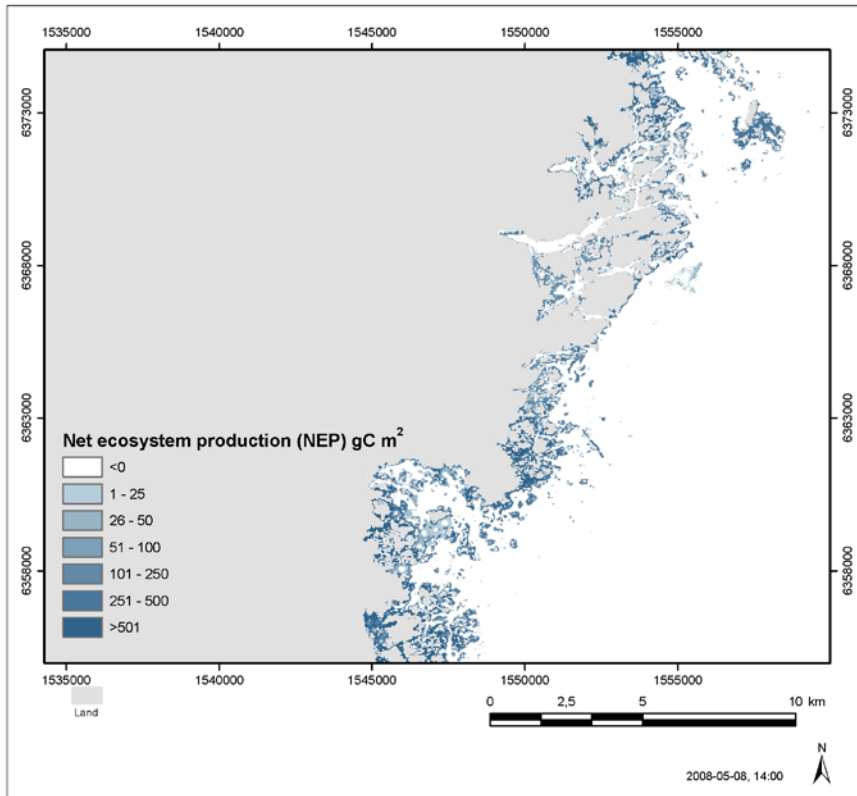 1535000 1540000 1545000 1550000 1555000
6373000 6373000
6368000 6368000
6363000 6363000
Net ecosystem production (NEP) gC m²
<0
1 - 25
26 - 50
51 - 100
101 - 250
251 - 500
>501
6358000 6358000
1535000 1540000 1545000 1550000 1555000
Land
0 2,5 5 10 km
N
2008-05-08, 14:00